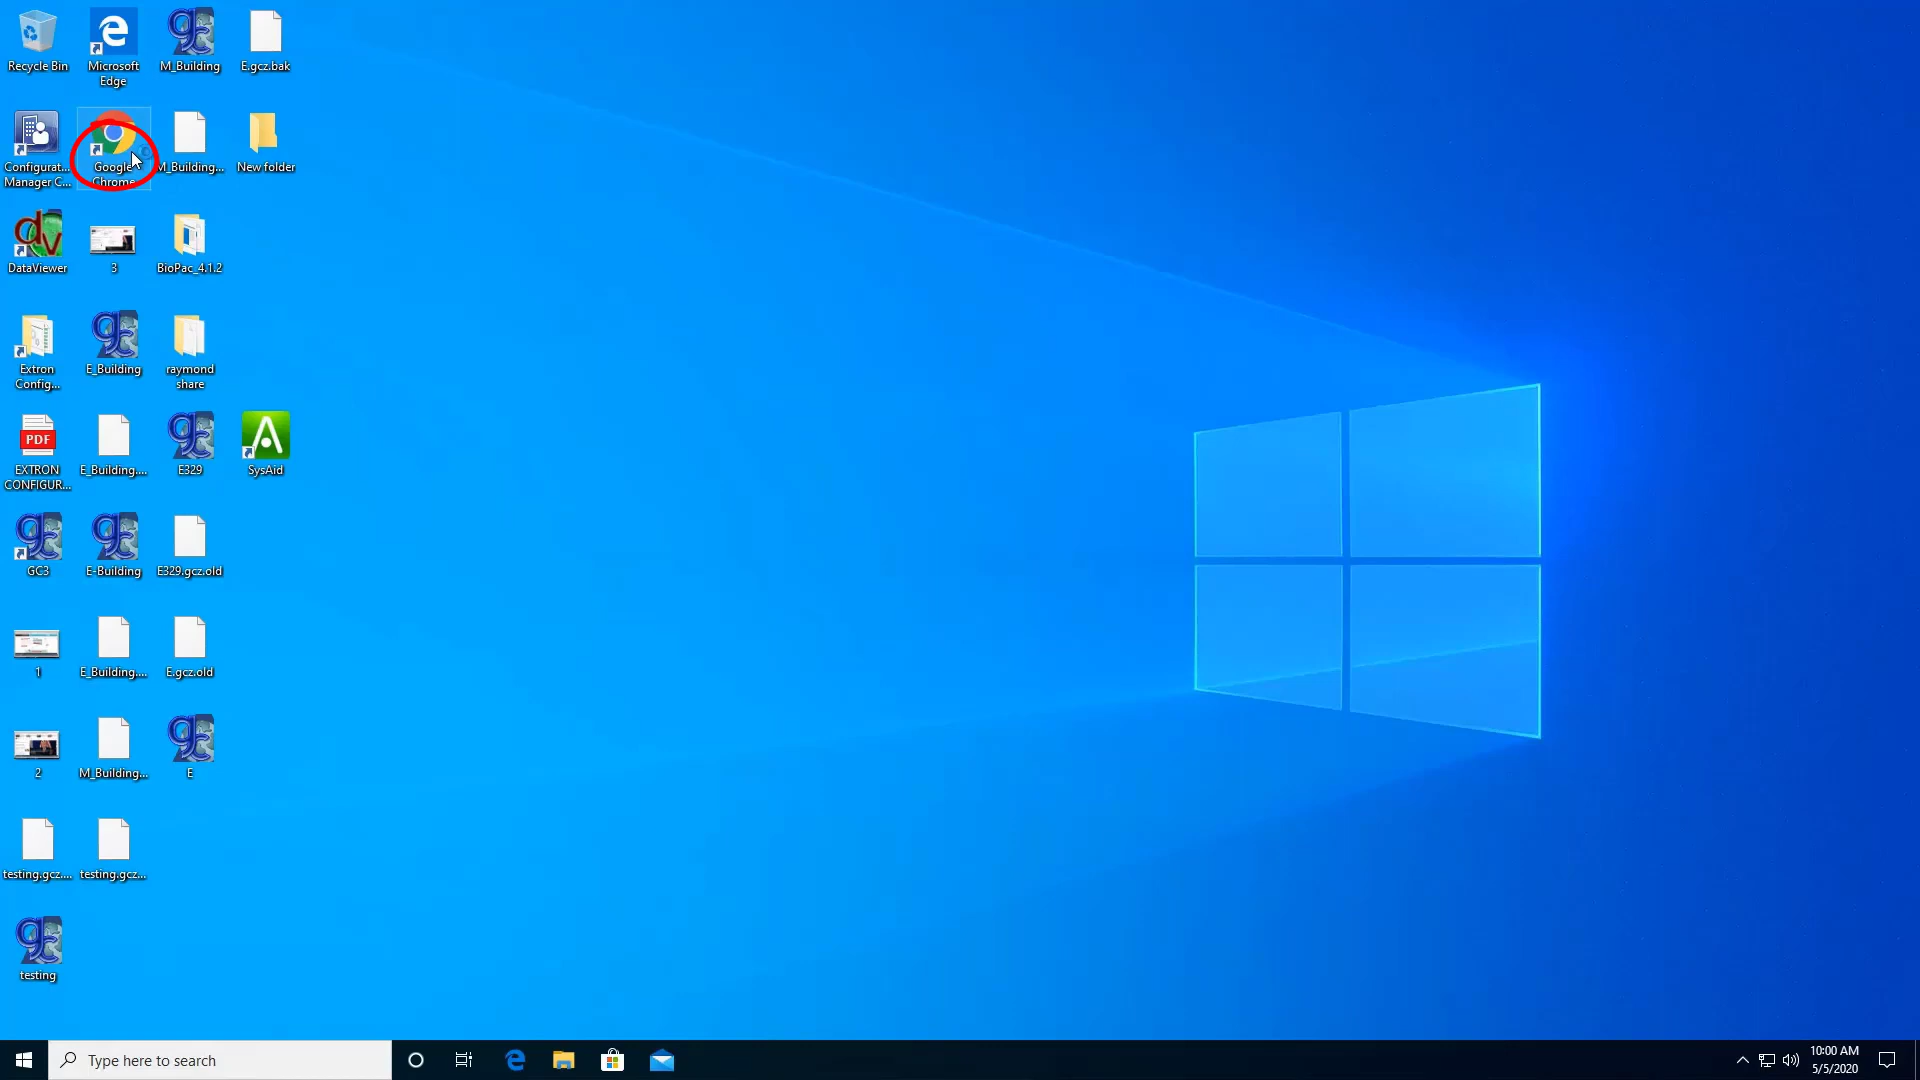 Recycle Bin
Microsoft
Edge
M_Building
E.gcz.bak
Configurat...
Manager C...
Google
Chrome
M_Building...
New folder
DataViewer
3
BioPac_4.1.2
Extron
Config...
E_Building
raymond
share
PDF
EXTRON
CONFIGUR...
E_Building....
E329
SysAid
GC3
E-Building
E329.gcz.old
1
E_Building....
E.gcz.old
2
M_Building...
E
testing.gcz....
testing.gcz...
testing
Type here to search
10:00 AM
5/5/2020